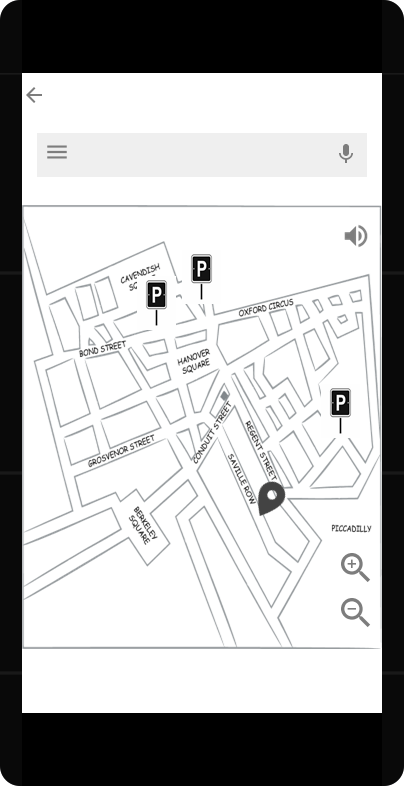 P
CAVENDISH
SQ
P
OXFORD CIRCUS
BOND STREET
HANOVER
SQUARE
P
CONDUIT STREET
REGENT STREET
GROSVENOR STREET
SAVILLE ROW
BERKELEY
SQUARE
PICCADILLY